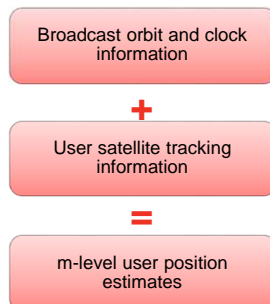 Broadcast orbit and clock
information
+
User satellite tracking
information
=
m-level user position
estimates